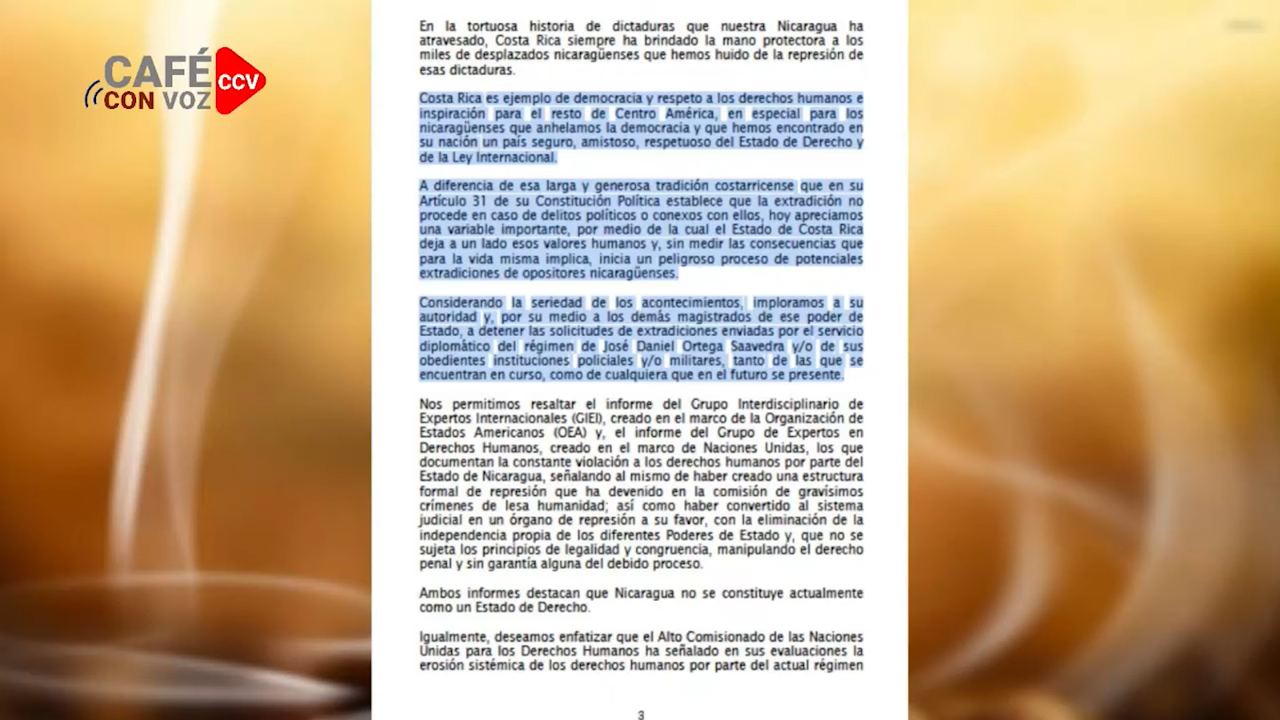 CAFÉ
CON VOZ
CCV
En la tortuosa historia de dictaduras que nuestra Nicaragua ha
atravesado, Costa Rica siempre ha brindado la mano protectora a los
miles de desplazados nicaragüenses que hemos huido de la represión de
esas dictaduras.
Costa Rica es ejemplo de democracia y respeto a los derechos humanos e
inspiración para el resto de Centro América, en especial para los
nicaragüenses que anhelamos la democracia y que hemos encontrado en
su nación un país seguro, amistoso, respetuoso del Estado de Derecho y
de la Ley Internacional.
A diferencia de esa larga y generosa tradición costarricense que en su
Artículo 31 de su Constitución Política establece que la extradición no
procede en caso de delitos políticos o conexos con ellos, hoy apreciamos
una variable importante, por medio de la cual el Estado de Costa Rica
deja a un lado esos valores humanos y, sin medir las consecuencias que
para la vida misma implica, inicia un peligroso proceso de potenciales
extradiciones de opositores nicaragüenses.
Considerando la seriedad de los acontecimientos, imploramos a su
autoridad y, por su medio a los demás magistrados de ese poder de
Estado, a detener las solicitudes de extradiciones enviadas por el servicio
diplomático del régimen de José Daniel Ortega Saavedra y/o de sus
obedientes instituciones policiales y/o militares, tanto de las que se
encuentran en curso, como de cualquiera que en el futuro se presente.
Nos permitimos resaltar el informe del Grupo Interdisciplinario de
Expertos Internacionales (GIEI), creado en el marco de la Organización de
Estados Americanos (OEA) y, el informe del Grupo de Expertos en
Derechos Humanos, creado en el marco de Naciones Unidas, los que
documentan la constante violación a los derechos humanos por parte del
Estado de Nicaragua, señalando al mismo de haber creado una estructura
formal de represión que ha devenido en la comisión de gravísimos
crímenes de lesa humanidad; así como haber convertido al sistema
judicial en un órgano de represión a su favor, con la eliminación de la
independencia propia de los diferentes Poderes de Estado y, que no se
sujeta los principios de legalidad y congruencia, manipulando el derecho
penal y sin garantía alguna del debido proceso.
Ambos informes destacan que Nicaragua no se constituye actualmente
como un Estado de Derecho.
Igualmente, deseamos enfatizar que el Alto Comisionado de las Naciones
Unidas para los Derechos Humanos ha señalado en sus evaluaciones la
erosión sistémica de los derechos humanos por parte del actual régimen
3